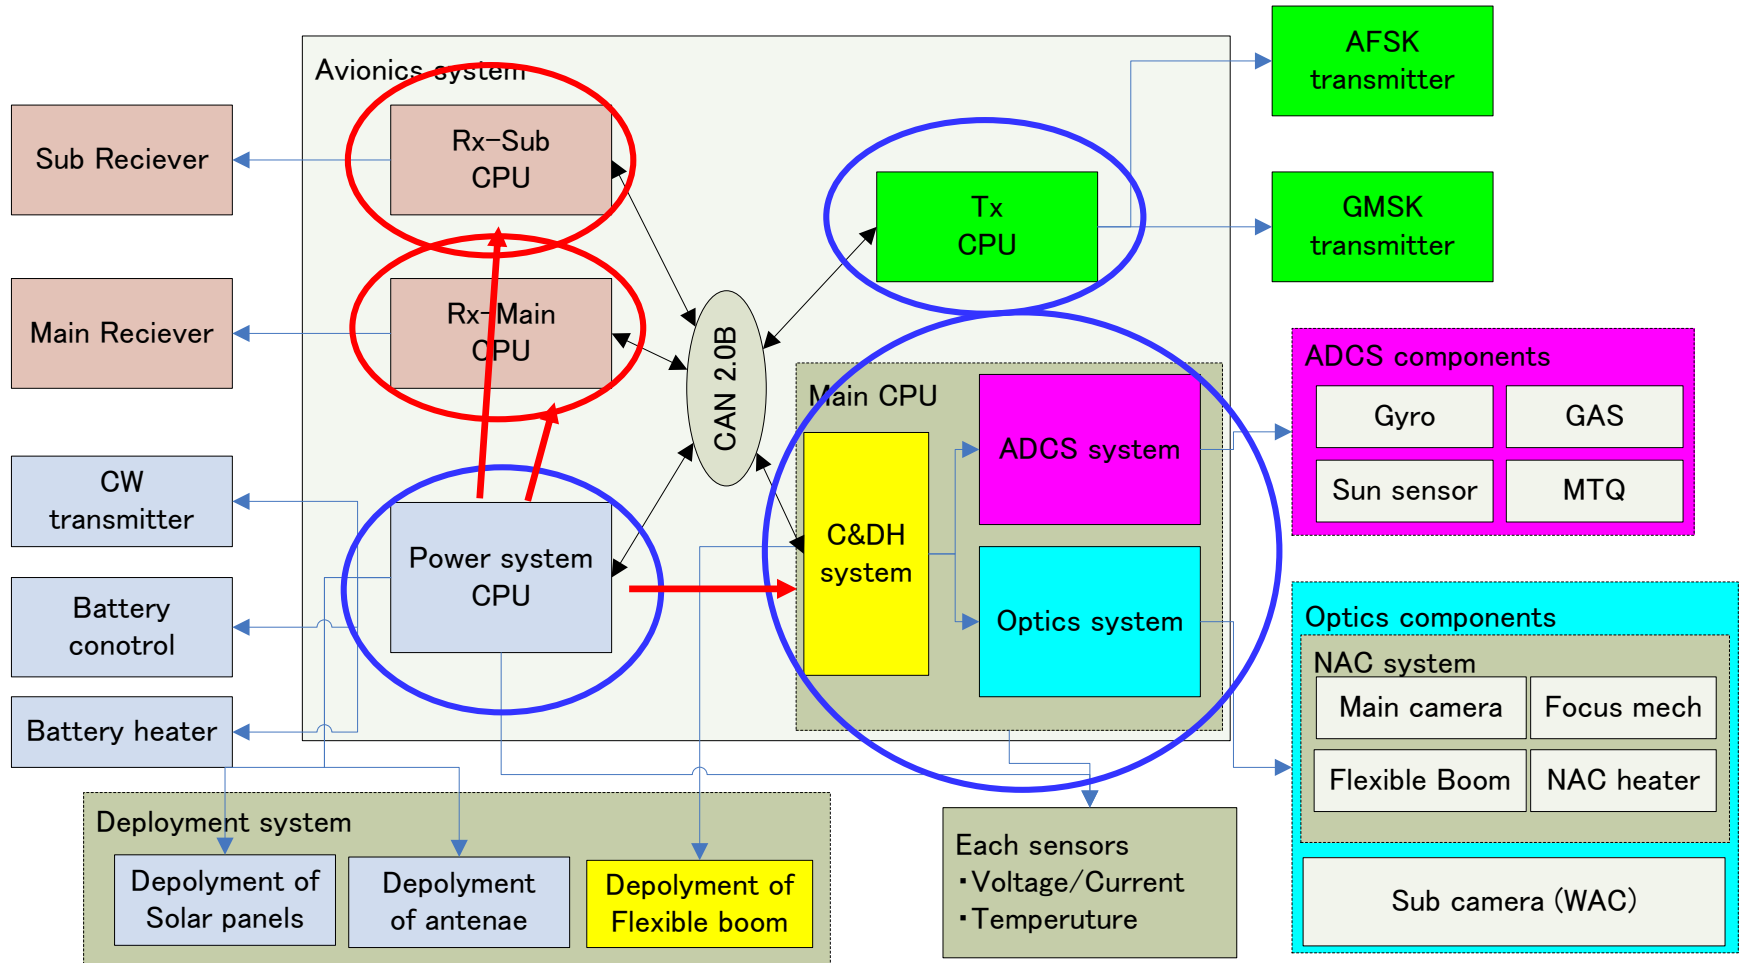 Avionics system
AFSK
transmitter
Sub Reciever
Rx-Sub
CPU
Tx
CPU
GMSK
transmitter
Main Reciever
Rx-Main
CPU
CAN 2.0B
Main CPU
ADCS system
C&DH
system
Optics system
ADCS components
Gyro
GAS
Sun sensor
MTQ
CW
transmitter
Power system
CPU
Battery
conotrol
Battery heater
Optics components
NAC system
Main camera
Focus mech
Flexible Boom
NAC heater
Sub camera (WAC)
Deployment system
Depolyment of
Solar panels
Depolyment
of antenae
Depolyment of
Flexible boom
Each sensors
・Voltage/Current
・Temperuture